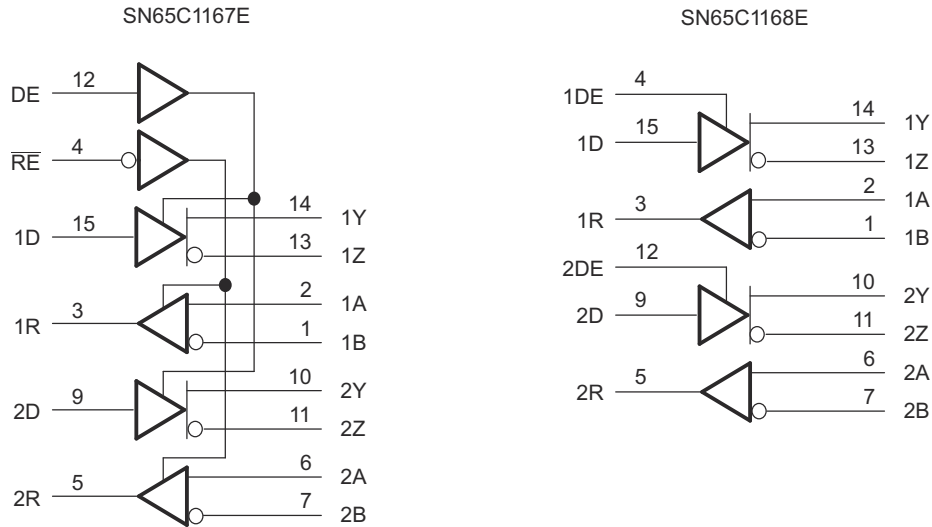 SN65C1167E
DE 12
RE 4
1D 15
14 1Y
13 1Z
1R 3
2 1A
1 1B
2D 9
10 2Y
11 2Z
2R 5
6 2A
7 2B
SN65C1168E
1DE 4
1D 15
14 1Y
13 1Z
1R 3
2 1A
1 1B
2DE 12
2D 9
10 2Y
11 2Z
2R 5
6 2A
7 2B